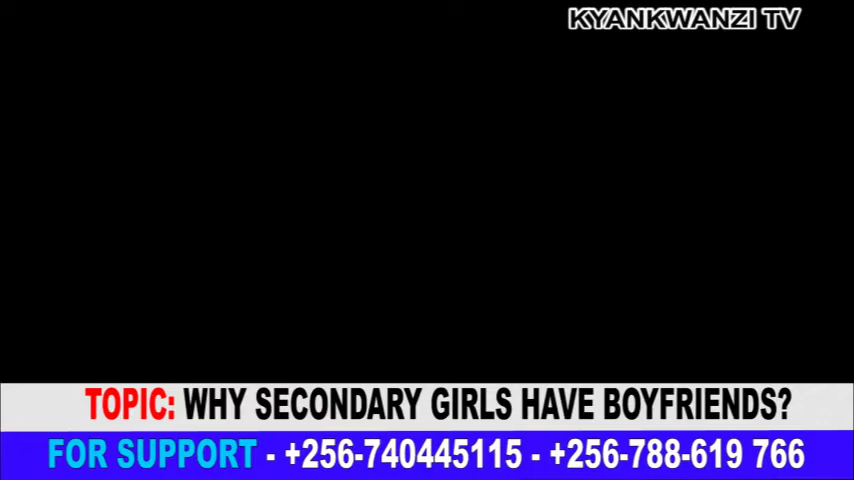 KYANKWANZI TV
TOPIC: WHY SECONDARY GIRLS HAVE BOYFRIENDS?
FOR SUPPORT - +256-740445115 - +256-788-619 766